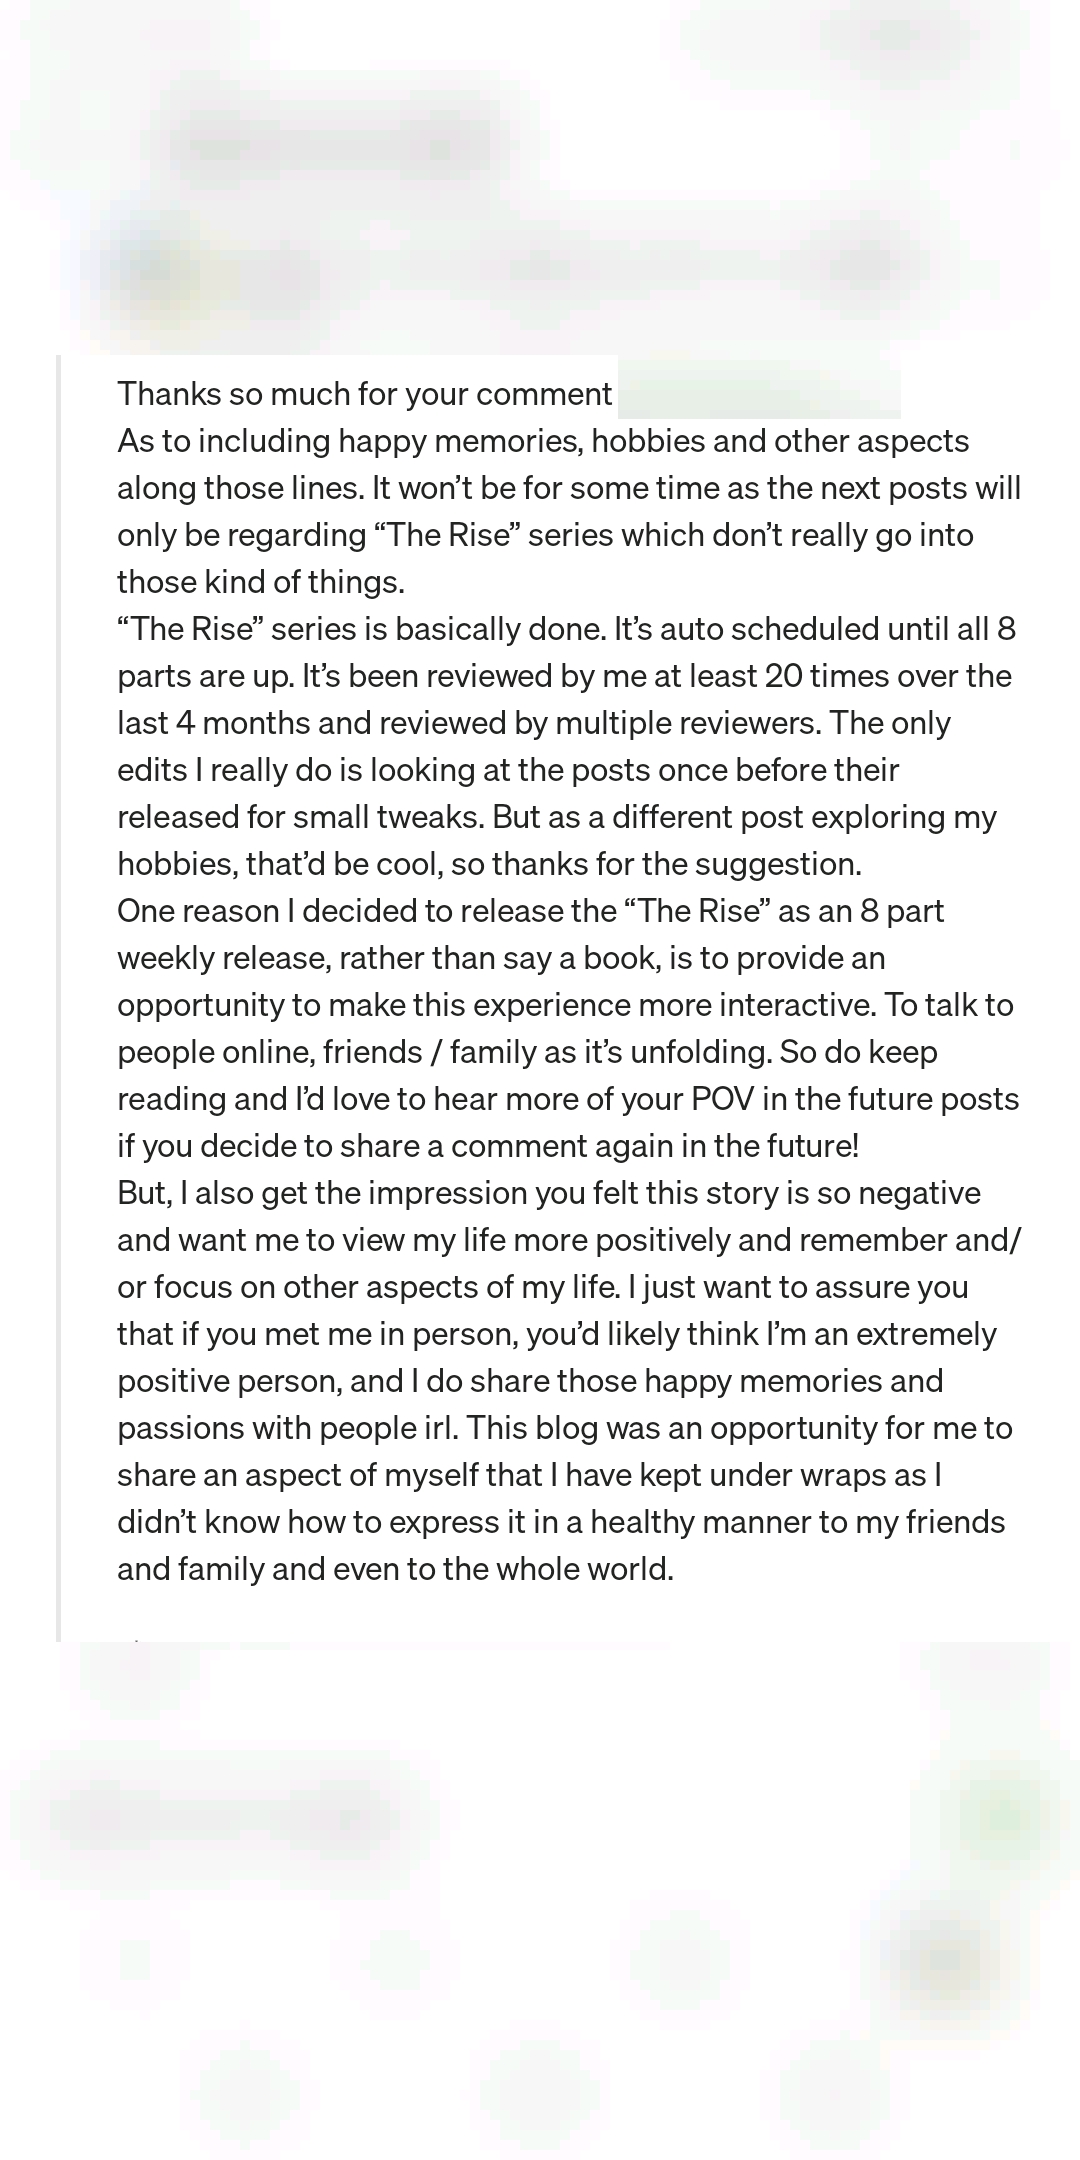 Thanks so much for your comment
As to including happy memories, hobbies and other aspects
along those lines. It won’t be for some time as the next posts will
only be regarding “The Rise” series which don’t really go into
those kind of things.
“The Rise” series is basically done. It’s auto scheduled until all 8
parts are up. It’s been reviewed by me at least 20 times over the
last 4 months and reviewed by multiple reviewers. The only
edits I really do is looking at the posts once before their
released for small tweaks. But as a different post exploring my
hobbies, that’d be cool, so thanks for the suggestion.
One reason I decided to release the “The Rise” as an 8 part
weekly release, rather than say a book, is to provide an
opportunity to make this experience more interactive. To talk to
people online, friends / family as it’s unfolding. So do keep
reading and I’d love to hear more of your POV in the future posts
if you decide to share a comment again in the future!
But, I also get the impression you felt this story is so negative
and want me to view my life more positively and remember and/
or focus on other aspects of my life. I just want to assure you
that if you met me in person, you’d likely think I’m an extremely
positive person, and I do share those happy memories and
passions with people irl. This blog was an opportunity for me to
share an aspect of myself that I have kept under wraps as I
didn’t know how to express it in a healthy manner to my friends
and family and even to the whole world.